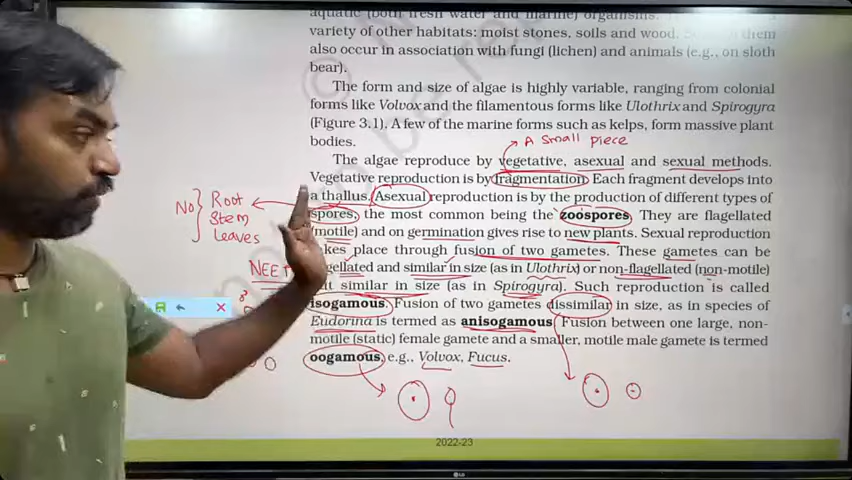 aquatic (both fresh water and marine) organisms.
variety of other habitats: moist stones, soils and wood. them
also occur in association with fungi (lichen) and animals (e.g., on sloth
bear).
The form and size of algae is highly variable, ranging from colonial
forms like Volvox and the filamentous forms like Ulothrix and Spirogyra
(Figure 3.1). A few of the marine forms such as kelps, form massive plant
bodies.
A small piece
The algae reproduce by vegetative, asexual and sexual methods.
Vegetative reproduction is by fragmentation. Each fragment develops into
a thallus. Asexual reproduction is by the production of different types of
spores, the most common being the zoospores. They are flagellated
(motile) and on germination gives rise to new plants. Sexual reproduction
takes place through fusion of two gametes. These gametes can be
flagellated and similar in size (as in Ulothrix) or non-flagellated (non-motile)
but similar in size (as in Spirogyra). Such reproduction is called
isogamous. Fusion of two gametes dissimilar in size, as in species of
Eudorina is termed as anisogamous. Fusion between one large, non-
motile (static) female gamete and a smaller, motile male gamete is termed
oogamous, e.g., Volvox, Fucus.
No
Root
Stem
Leaves
NEET
2022-23
LG